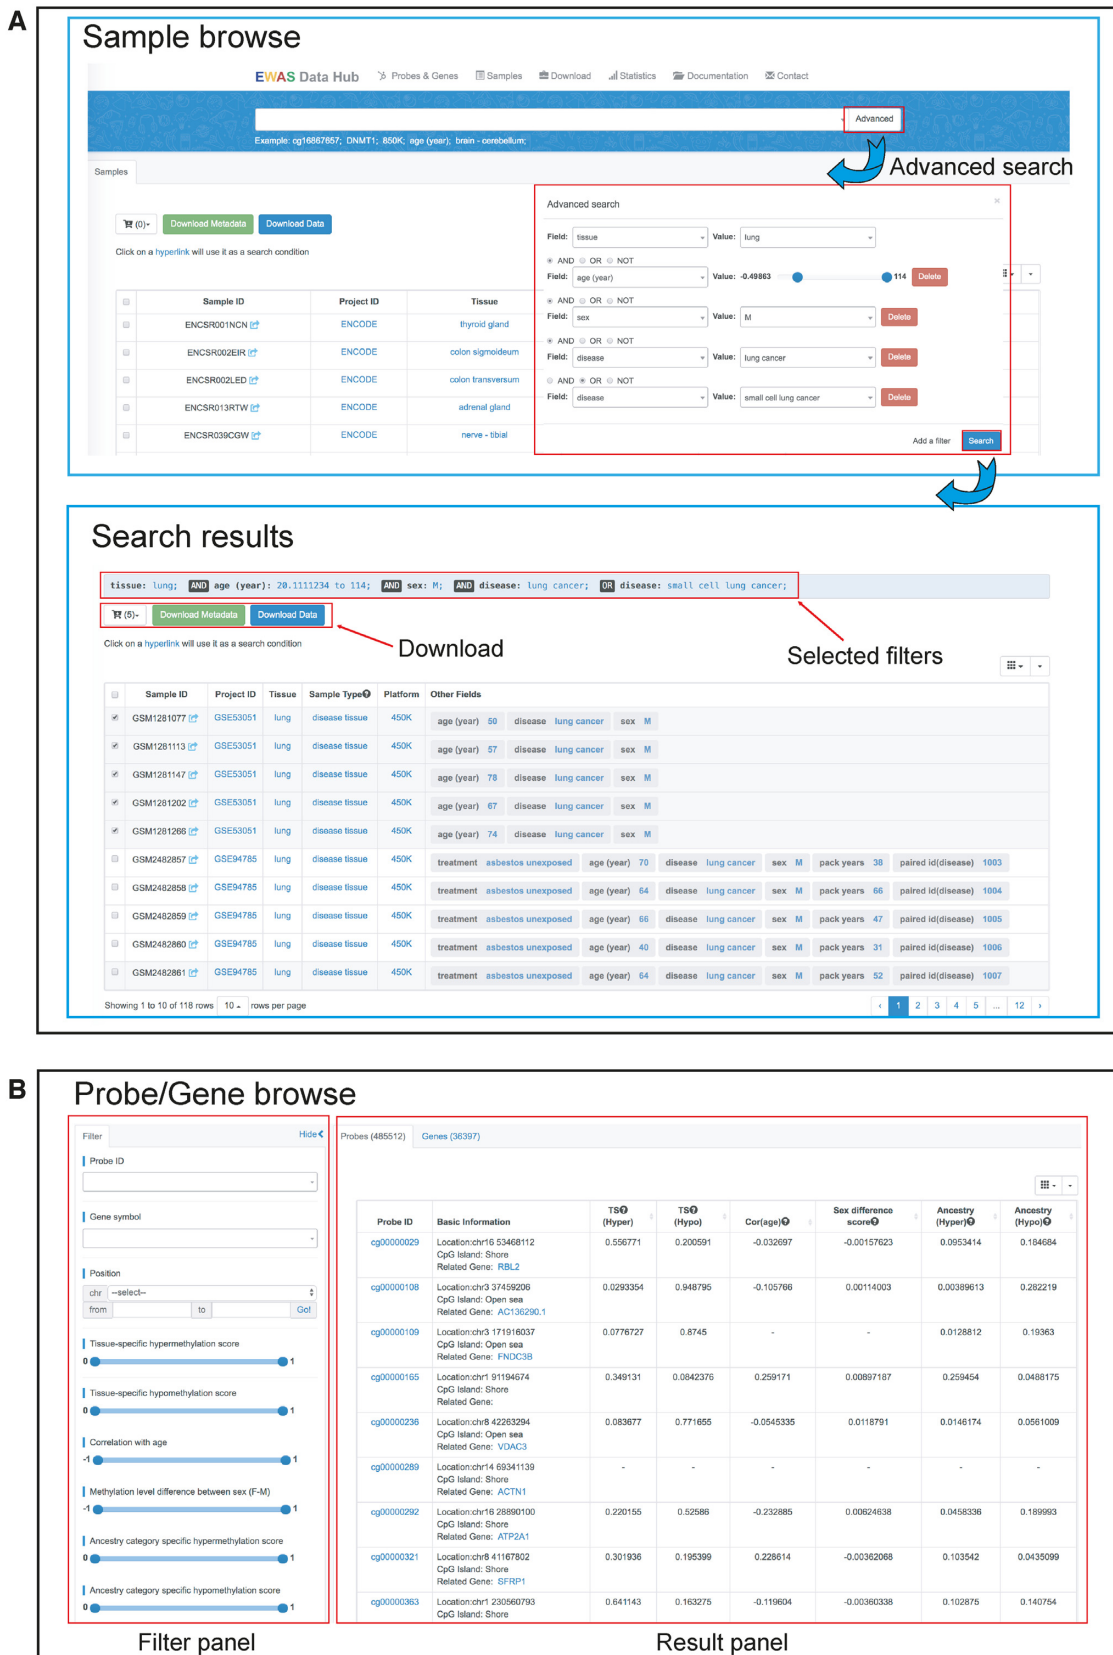 A
Sample browse
EWAS Data Hub Probes & Genes Samples Download Statistics Documentation Contact
Advanced
Example: cg16867657; DNMT1; 850K; age (year); brain - cerebellum;
Advanced search
Samples
(0) Download Metadata Download Data
Click on a hyperlink will use it as a search condition
Sample ID Project ID Tissue
ENCSR001NCN ENCODE thyroid gland
ENCSR002EIR ENCODE colon sigmoideum
ENCSR002LED ENCODE colon transversum
ENCSR013RTW ENCODE adrenal gland
ENCSR039CGW ENCODE nerve - tibial
Advanced search ×
Field: tissue Value: lung
AND OR NOT
Field: age (year) Value: -0.49863 114 Delete
AND OR NOT
Field: sex Value: M Delete
AND OR NOT
Field: disease Value: lung cancer Delete
AND OR NOT
Field: disease Value: small cell lung cancer Delete
Add a filter Search
Search results
tissue: lung; AND age (year): 20.1111234 to 114; AND sex: M; AND disease: lung cancer; OR disease: small cell lung cancer;
(5) Download Metadata Download Data
Click on a hyperlink will use it as a search condition
Download
Selected filters
Sample ID Project ID Tissue Sample Type Platform Other Fields
GSM1281077 GSE53051 lung disease tissue 450K age (year) 50 disease lung cancer sex M
GSM1281113 GSE53051 lung disease tissue 450K age (year) 57 disease lung cancer sex M
GSM1281147 GSE53051 lung disease tissue 450K age (year) 78 disease lung cancer sex M
GSM1281202 GSE53051 lung disease tissue 450K age (year) 67 disease lung cancer sex M
GSM1281266 GSE53051 lung disease tissue 450K age (year) 74 disease lung cancer sex M
GSM2482857 GSE94785 lung disease tissue 450K treatment asbestos unexposed age (year) 70 disease lung cancer sex M pack years 38 paired id(disease) 1003
GSM2482858 GSE94785 lung disease tissue 450K treatment asbestos unexposed age (year) 64 disease lung cancer sex M pack years 66 paired id(disease) 1004
GSM2482859 GSE94785 lung disease tissue 450K treatment asbestos unexposed age (year) 66 disease lung cancer sex M pack years 47 paired id(disease) 1005
GSM2482860 GSE94785 lung disease tissue 450K treatment asbestos unexposed age (year) 40 disease lung cancer sex M pack years 31 paired id(disease) 1006
GSM2482861 GSE94785 lung disease tissue 450K treatment asbestos unexposed age (year) 64 disease lung cancer sex M pack years 52 paired id(disease) 1007
Showing 1 to 10 of 118 rows 10 rows per page ‹ 1 2 3 4 5 ... 12 ›
B
Probe/Gene browse
Filter Hide
Probe ID
Gene symbol
Position
chr --select--
from to Go!
Tissue-specific hypermethylation score
0 1
Tissue-specific hypomethylation score
0 1
Correlation with age
-1 1
Methylation level difference between sex (F-M)
-1 1
Ancestry category specific hypermethylation score
0 1
Ancestry category specific hypomethylation score
0 1
Filter panel
Probes (485512) Genes (36397)
Probe ID Basic Information TS (Hyper) TS (Hypo) Cor(age) Sex difference score Ancestry (Hyper) Ancestry (Hypo)
cg00000029 Location:chr16 53468112 0.556771 0.200591 -0.032697 -0.00157623 0.0953414 0.184684
CpG Island: Shore
Related Gene: RBL2
cg00000108 Location:chr3 37459206 0.0293354 0.948795 -0.105766 0.00114003 0.00389613 0.282219
CpG Island: Open sea
Related Gene: AC136290.1
cg00000109 Location:chr3 171916037 0.0776727 0.8745 - - 0.0128812 0.19363
CpG Island: Open sea
Related Gene: FNDC3B
cg00000165 Location:chr1 91194674 0.349131 0.0842376 0.259171 0.00897187 0.259454 0.0488175
CpG Island: Shore
Related Gene:
cg00000236 Location:chr8 42263294 0.083677 0.771655 -0.0545335 0.0118791 0.0146174 0.0561009
CpG Island: Open sea
Related Gene: VDAC3
cg00000289 Location:chr14 69341139 - - - - - -
CpG Island: Shore
Related Gene: ACTN1
cg00000292 Location:chr16 28890100 0.220155 0.52586 -0.232885 0.00624638 0.0458336 0.189993
CpG Island: Shore
Related Gene: ATP2A1
cg00000321 Location:chr8 41167802 0.301936 0.195399 0.228614 -0.00362068 0.103542 0.0435099
CpG Island: Shore
Related Gene: SFRP1
cg00000363 Location:chr1 230560793 0.641143 0.163275 -0.119604 -0.00360338 0.102875 0.140754
CpG Island: Shore
Result panel